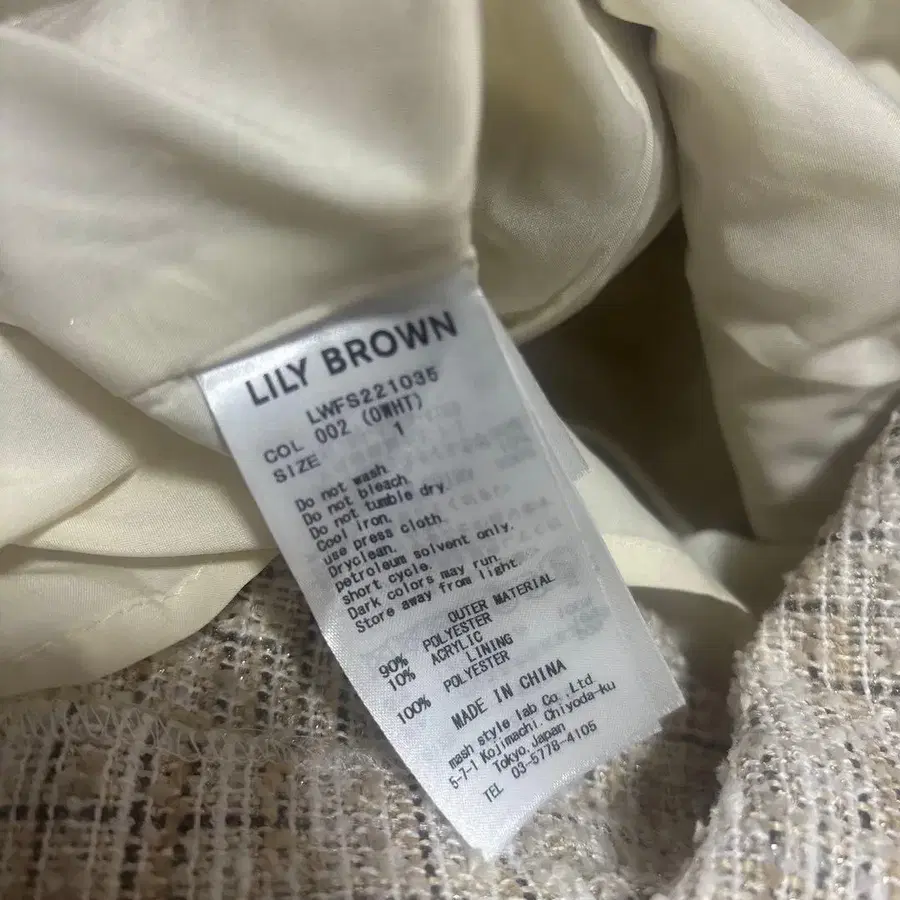 LILY BROWN
LWFS221035
COL 002 (OWHT)
SIZE 1
Do not wash.
Do not bleach.
Do not tumble dry.
Cool iron.
use press cloth.
Dryclean.
petroleum solvent only.
short cycle.
Dark colors may run.
Store away from light.
OUTER MATERIAL
90% POLYESTER
10% ACRYLIC
LINING
100% POLYESTER
MADE IN CHINA
mash style lab Co.,Ltd.
5-7-1 Kojimachi.Chiyoda-ku
Tokyo,Japan
TEL 03-5778-4105